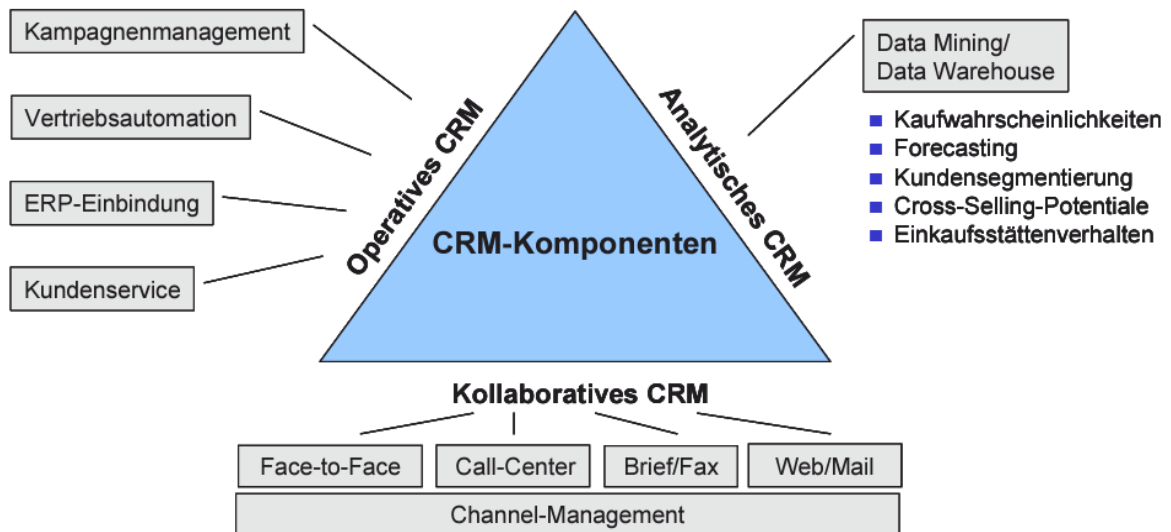 Kampagnenmanagement
Vertriebsautomation
ERP-Einbindung
Kundenservice
Operatives CRM
CRM-Komponenten
Analytisches CRM
Data Mining/
Data Warehouse
Kaufwahrscheinlichkeiten
Forecasting
Kundensegmentierung
Cross-Selling-Potentiale
Einkaufsstättenverhalten
Kollaboratives CRM
Face-to-Face
Call-Center
Brief/Fax
Web/Mail
Channel-Management